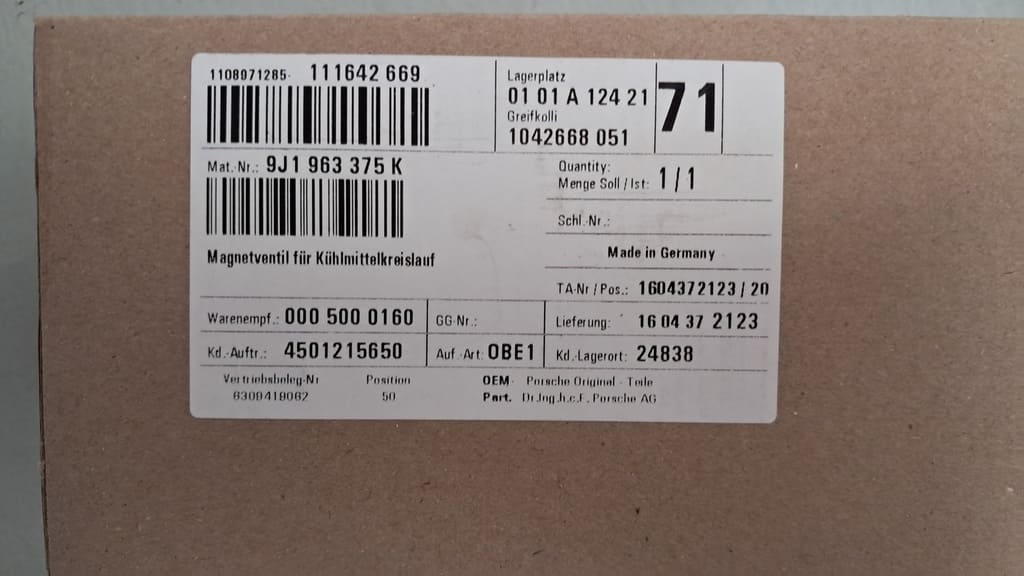 1108971285- 111642 669
Lagerplatz
01 01 A 124 21
71
Greifkolli
1042668 051
Mat.-Nr.: 9J1 963 375 K
Quantity:
Menge Soll / Ist: 1 / 1
Schl.-Nr.:
Magnetventil für Kühlmittelkreislauf
Made in Germany
TA-Nr / Pos.: 1604372123 / 20
Warenempf.: 000 500 0160
GG-Nr.:
Lieferung: 16 04 37 2123
Kd.-Auftr.: 4501215650
Auf.-Art: OBE1
Kd.-Lagerort: 24838
Vertriebsbeleg-Nr Position
6309419062 50
OEM- Porsche Original - Teile
Part. Dr.Ing.h.c.F. Porsche AG